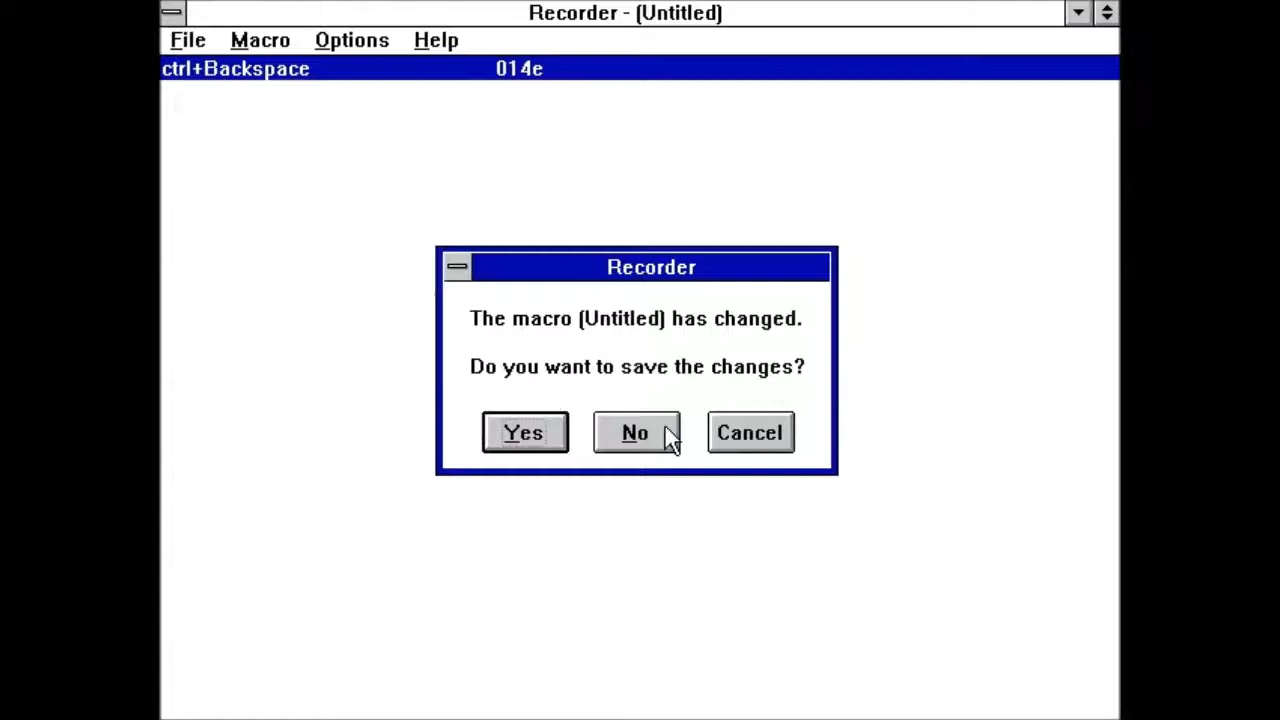 Recorder - (Untitled)
File Macro Options Help
ctrl+Backspace 014e
Recorder
The macro (Untitled) has changed.
Do you want to save the changes?
Yes No Cancel